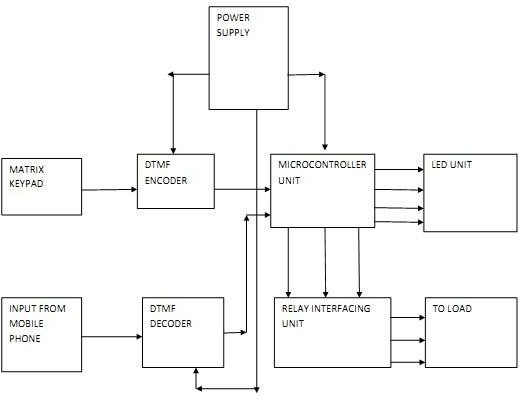 POWER
SUPPLY
MATRIX
KEYPAD
DTMF
ENCODER
MICROCONTROLLER
UNIT
LED UNIT
INPUT FROM
MOBILE
PHONE
DTMF
DECODER
RELAY INTERFACING
UNIT
TO LOAD